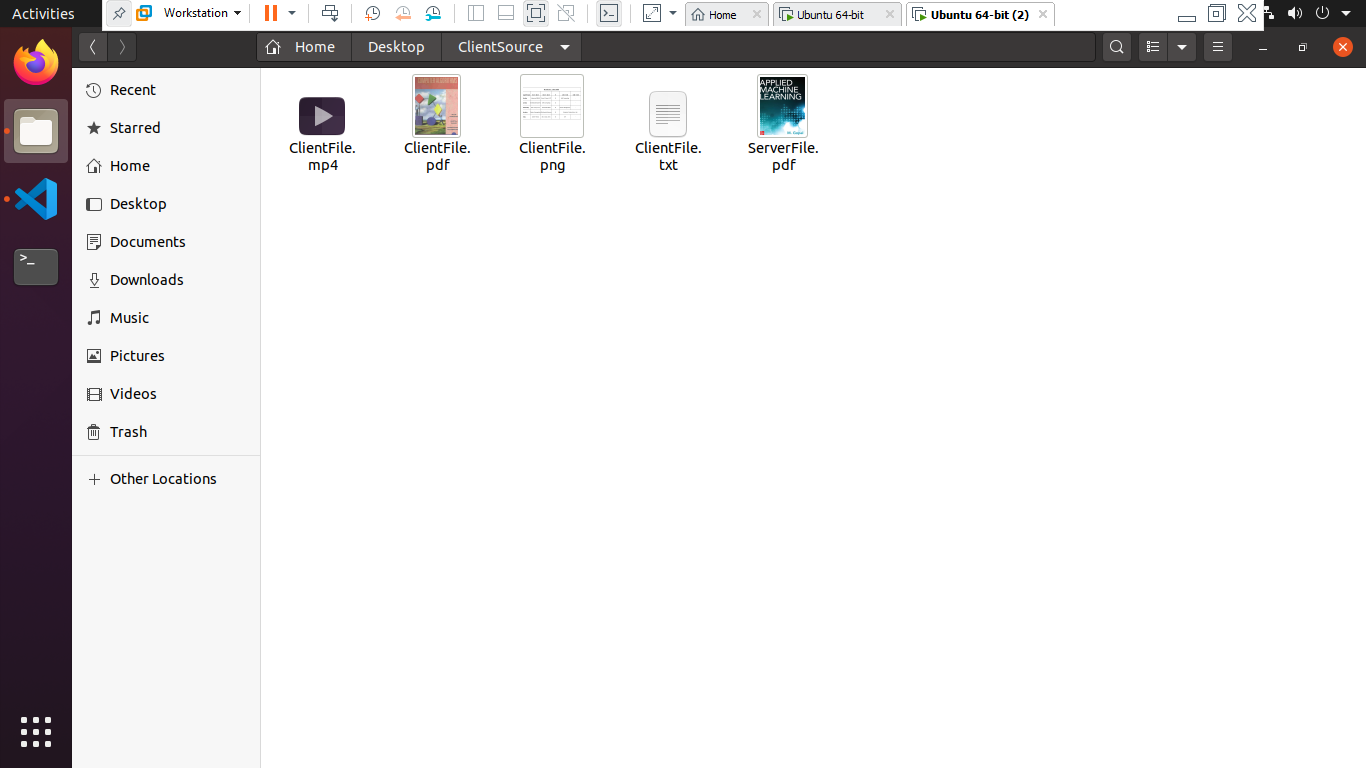 Activities
Workstation
Home
Ubuntu 64-bit
Ubuntu 64-bit (2)
Home
Desktop
ClientSource
Recent
Starred
Home
Desktop
Documents
Downloads
Music
Pictures
Videos
Trash
Other Locations
ClientFile.
mp4
ClientFile.
pdf
ClientFile.
png
ClientFile.
txt
APPLIED
MACHINE
LEARNING
ServerFile.
pdf
>_